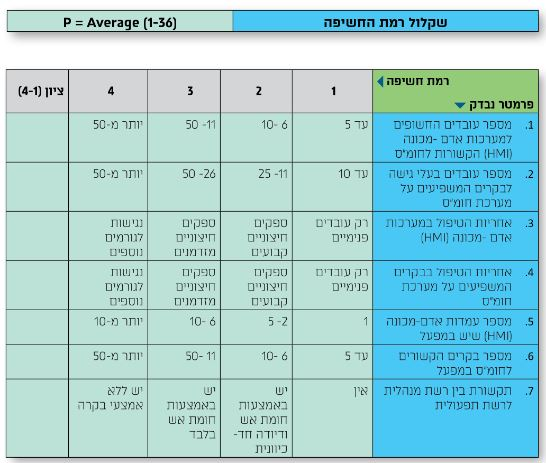 שקלול רמת החשיפה
P = Average (1-36)
רמת חשיפה
פרמטר נבדק
1
2
3
4
ציון (4-1)
1. מספר עובדים החשופים
למערכות אדם -מכונה
(HMI) הקשורות לחומ"ס
עד 5
6 -10
11- 50
יותר מ-50
2. מספר עובדים בעלי גישה
לבקרים המשפיעים על
מערכת חומ"ס
עד 10
11- 25
26- 50
יותר מ-50
3. אחריות הטיפול במערכות
אדם -מכונה (HMI)
רק עובדים
פנימיים
ספקים
חיצוניים
קבועים
ספקים
חיצוניים
מזדמנים
נגישות
לגורמים
נוספים
4. אחריות הטיפול בבקרים
המשפיעים על מערכת
חומ"ס
רק עובדים
פנימיים
ספקים
חיצוניים
קבועים
ספקים
חיצוניים
מזדמנים
נגישות
לגורמים
נוספים
5. מספר עמדות אדם-מכונה
(HMI) שיש במפעל
1
2- 5
6 -10
יותר מ-10
6. מספר בקרים הקשורים
לחומ"ס במפעל
עד 5
6 -10
11- 50
יותר מ-50
7. תקשורת בין רשת מנהלית
לרשת תפעולית
אין
יש
באמצעות
חומת אש
ודיודה חד-
כיוונית
יש
באמצעות
חומת אש
בלבד
יש ללא
אמצעי בקרה